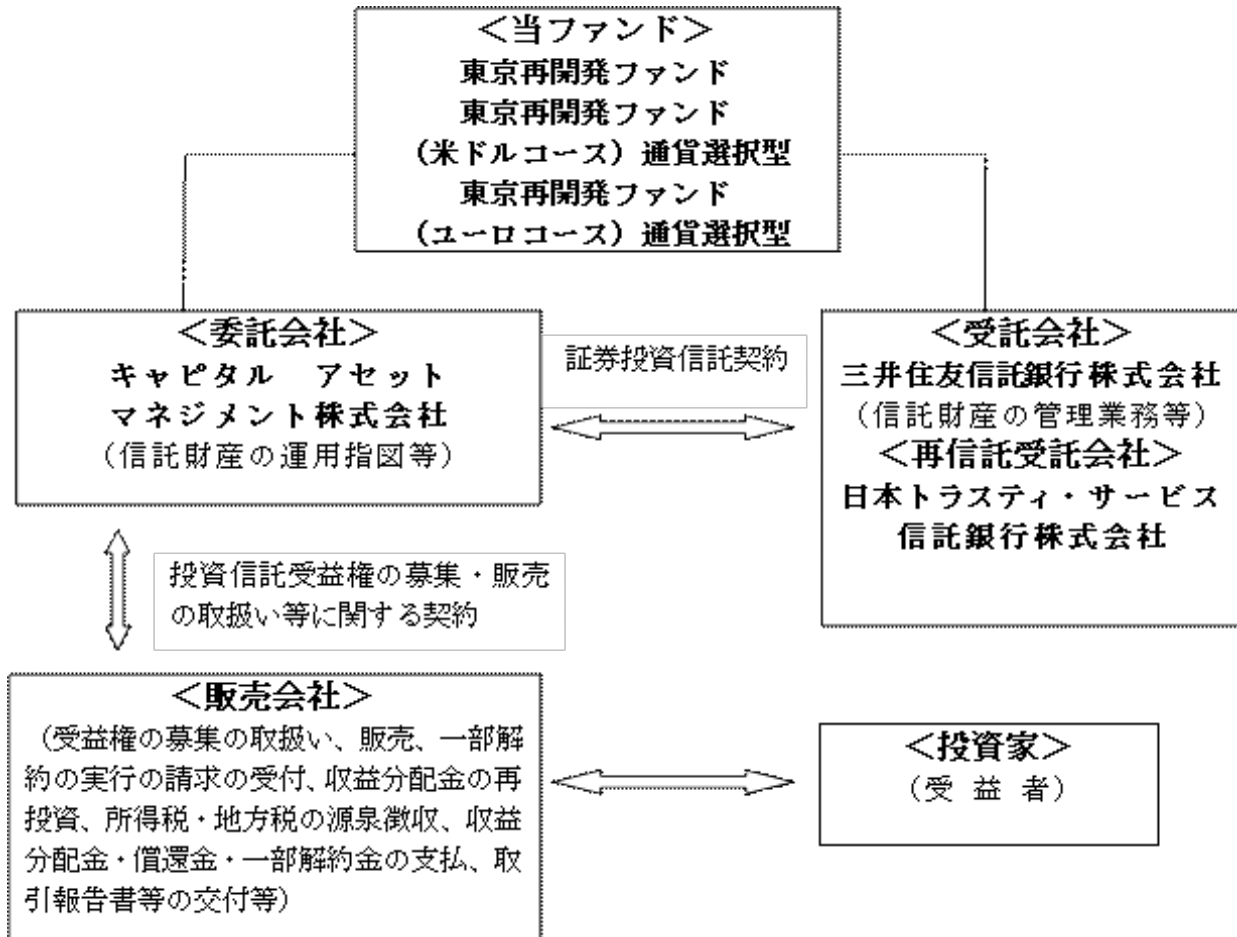 ＜当ファンド＞
東京再開発ファンド
東京再開発ファンド
（米ドルコース）通貨選択型
東京再開発ファンド
（ユーロコース）通貨選択型
＜委託会社＞
キャピタル　アセット
マネジメント株式会社
（信託財産の運用指図等）
証券投資信託契約
＜受託会社＞
三井住友信託銀行株式会社
（信託財産の管理業務等）
＜再信託受託会社＞
日本トラスティ・サービス
信託銀行株式会社
投資信託受益権の募集・販売
の取扱い等に関する契約
＜販売会社＞
（受益権の募集の取扱い、販売、一部解
約の実行の請求の受付、収益分配金の再
投資、所得税・地方税の源泉徴収、収益
分配金・償還金・一部解約金の支払、取
引報告書等の交付等）
＜投資家＞
（受 益 者）